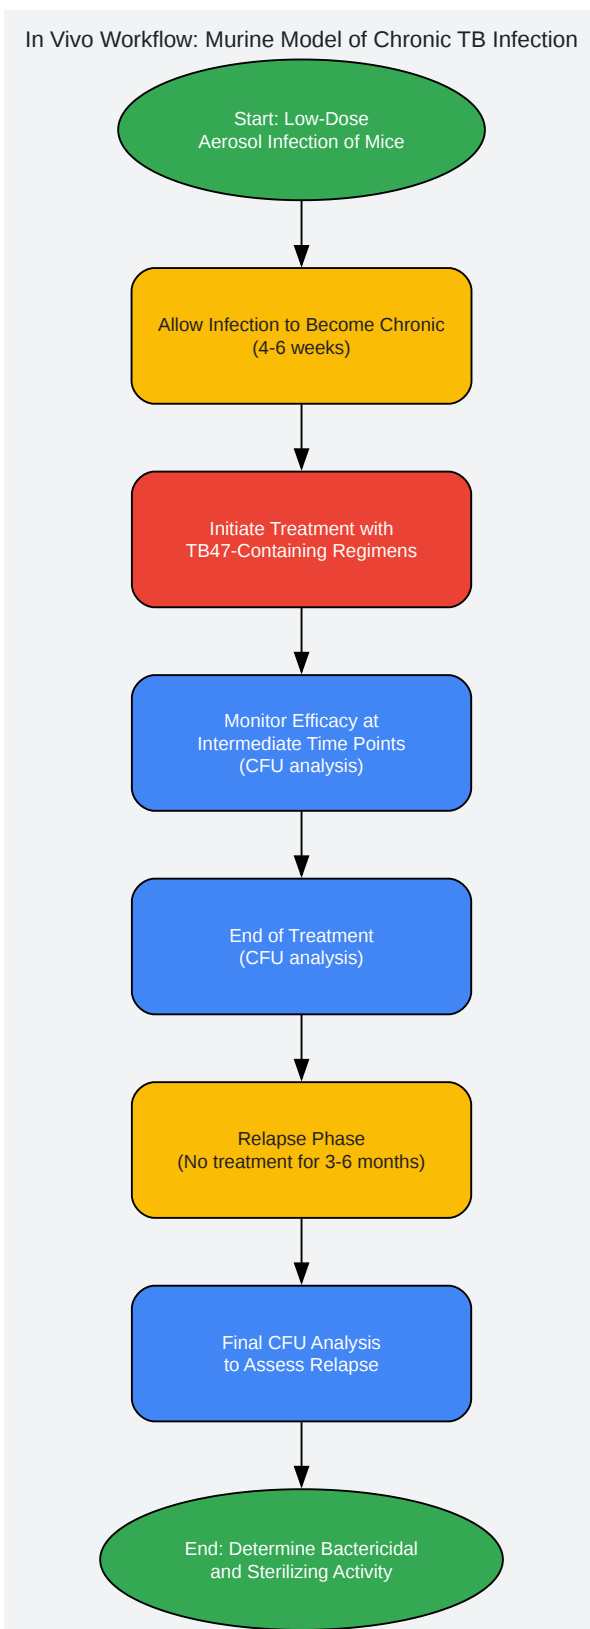 In Vivo Workflow: Murine Model of Chronic TB Infection
Start: Low-Dose
Aerosol Infection of Mice
Allow Infection to Become Chronic
(4-6 weeks)
Initiate Treatment with
TB47-Containing Regimens
Monitor Efficacy at
Intermediate Time Points
(CFU analysis)
End of Treatment
(CFU analysis)
Relapse Phase
(No treatment for 3-6 months)
Final CFU Analysis
to Assess Relapse
End: Determine Bactericidal
and Sterilizing Activity